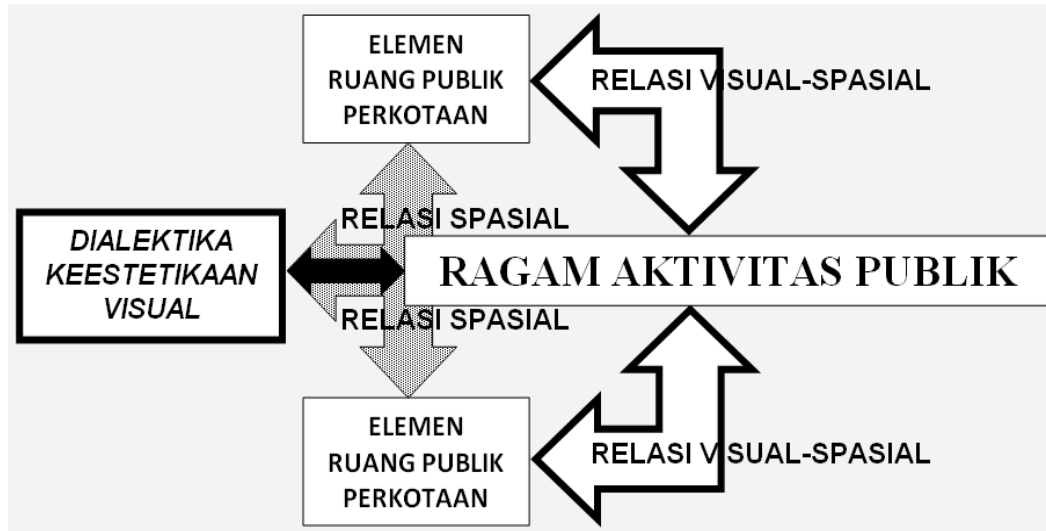 ELEMEN
RUANG PUBLIK
PERKOTAAN
RELASI VISUAL-SPASIAL
RELASI SPASIAL
DIALEKTIKA
KEESTETIKAAN
VISUAL
RAGAM AKTIVITAS PUBLIK
RELASI SPASIAL
ELEMEN
RUANG PUBLIK
PERKOTAAN
RELASI VISUAL-SPASIAL